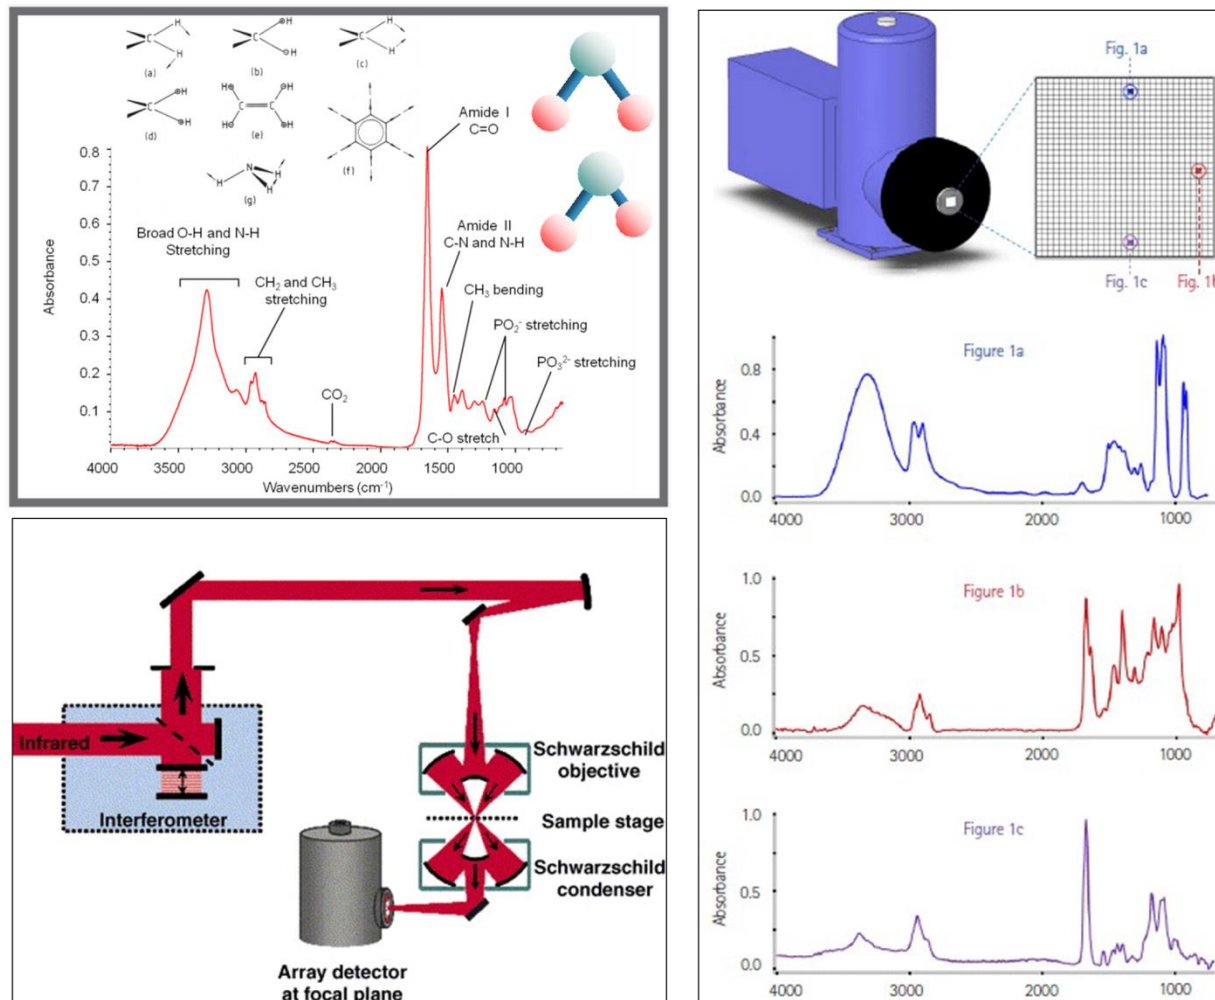 H
C
H
(a)
H
C
H
(b)
H
C
H
(c)
H
C
H
(d)
H
H
C
C
H
H
(e)
(f)
N
H
H
H
(g)
Amide I
C=O
Amide II
C-N and N-H
Broad O-H and N-H
Stretching
CH₂ and CH₃
stretching
CH₃ bending
PO₂⁻ stretching
PO₃²⁻ stretching
CO₂
C-O stretch
Absorbance
0.8
0.7
0.6
0.5
0.4
0.3
0.2
0.1
4000 3500 3000 2500 2000 1500 1000
Wavenumbers (cm⁻¹)
Infrared
Interferometer
Schwarzschild
objective
Sample stage
Schwarzschild
condenser
Array detector
at focal plane
Fig. 1a
Fig. 1c
Fig. 1b
Figure 1a
Absorbance
0.8
0.4
0.0
4000 3000 2000 1000
Figure 1b
Absorbance
1.0
0.5
0.0
4000 3000 2000 1000
Figure 1c
Absorbance
1.0
0.5
0.0
4000 3000 2000 1000